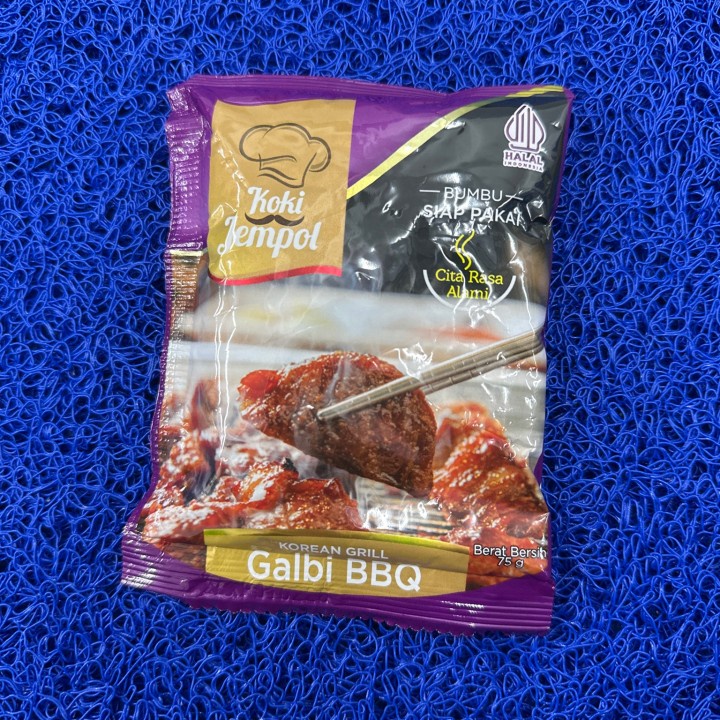 Koki
Jempol
HALAL
INDONESIA
BUMBU
SIAP PAKAI
Cita Rasa
Alami
KOREAN GRILL
Galbi BBQ
Berat Bersih
75 g